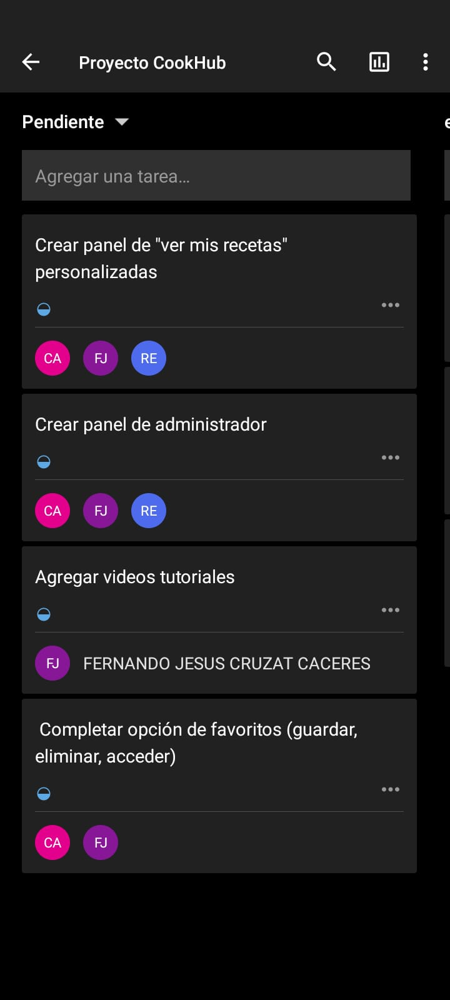 Proyecto CookHub
Pendiente
Agregar una tarea...
Crear panel de "ver mis recetas"
personalizadas
CA FJ RE
Crear panel de administrador
CA FJ RE
Agregar videos tutoriales
FJ FERNANDO JESUS CRUZAT CACERES
Completar opción de favoritos (guardar,
eliminar, acceder)
CA FJ